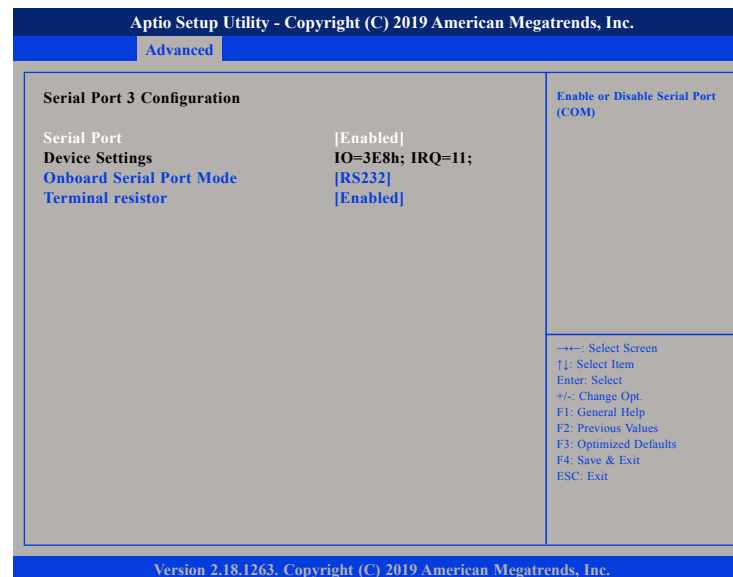 Aptio Setup Utility - Copyright (C) 2019 American Megatrends, Inc.
Advanced
Serial Port 3 Configuration
Serial Port [Enabled]
Device Settings IO=3E8h; IRQ=11;
Onboard Serial Port Mode [RS232]
Terminal resistor [Enabled]
Enable or Disable Serial Port
(COM)
→←: Select Screen
↑↓: Select Item
Enter: Select
+/-: Change Opt.
F1: General Help
F2: Previous Values
F3: Optimized Defaults
F4: Save & Exit
ESC: Exit
Version 2.18.1263. Copyright (C) 2019 American Megatrends, Inc.